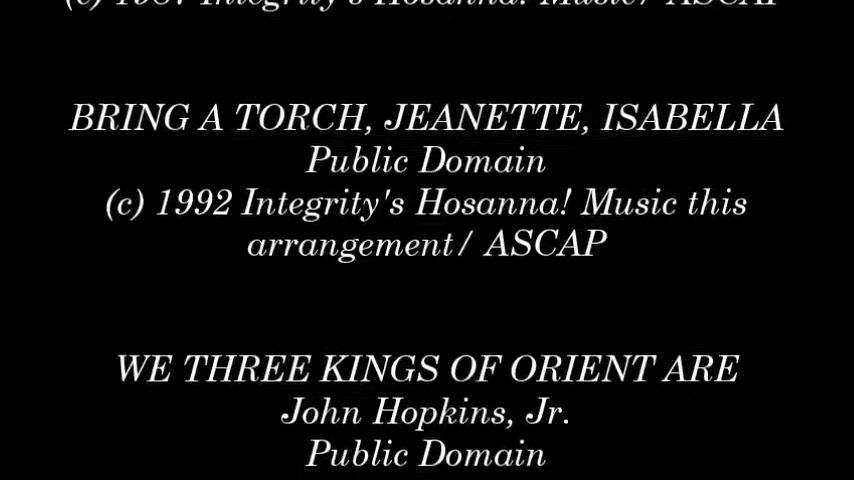 Integrity's Hosanna! Music/ ASCAP
BRING A TORCH, JEANETTE, ISABELLA
Public Domain
(c) 1992 Integrity's Hosanna! Music this
arrangement/ ASCAP
WE THREE KINGS OF ORIENT ARE
John Hopkins, Jr.
Public Domain